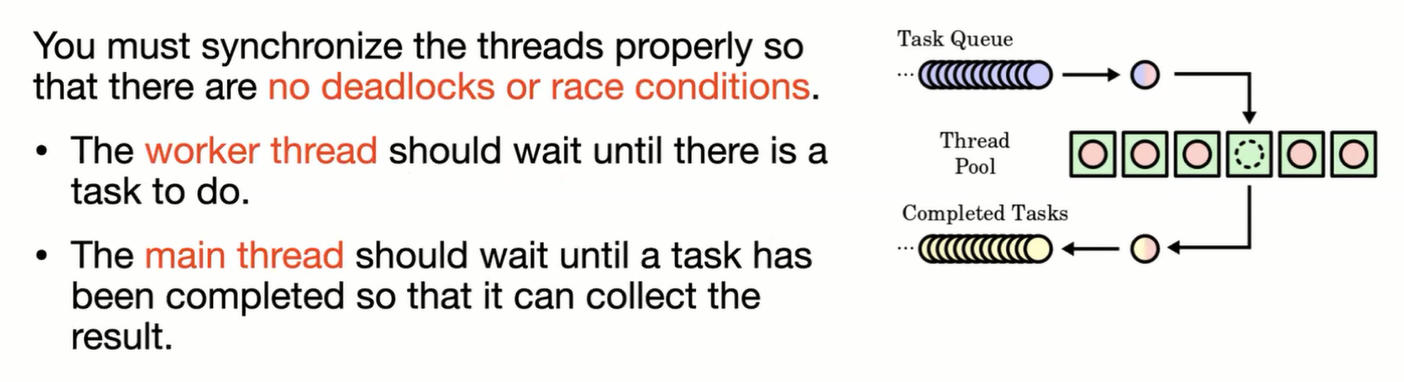 You must synchronize the threads properly so
that there are no deadlocks or race conditions.
• The worker thread should wait until there is a
task to do.
• The main thread should wait until a task has
been completed so that it can collect the
result.
Task Queue
...
Thread
Pool
Completed Tasks
...